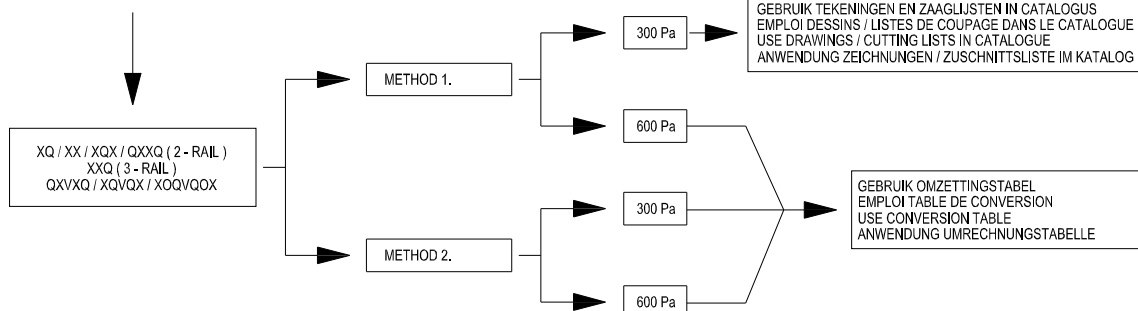 GEBRUIK TEKENINGEN EN ZAAGLIJSTEN IN CATALOGUS
EMPLOI DESSINS / LISTES DE COUPAGE DANS LE CATALOGUE
USE DRAWINGS / CUTTING LISTS IN CATALOGUE
ANWENDUNG ZEICHNUNGEN / ZUSCHNITTSLISTE IM KATALOG
300 Pa
METHOD 1.
600 Pa
XQ / XX / XQX / QXXQ ( 2 - RAIL )
XXQ ( 3 - RAIL )
QXVXQ / XQVQX / XOQVQOX
300 Pa
GEBRUIK OMZETTINGSTABEL
EMPLOI TABLE DE CONVERSION
USE CONVERSION TABLE
ANWENDUNG UMRECHNUNGSTABELLE
METHOD 2.
600 Pa